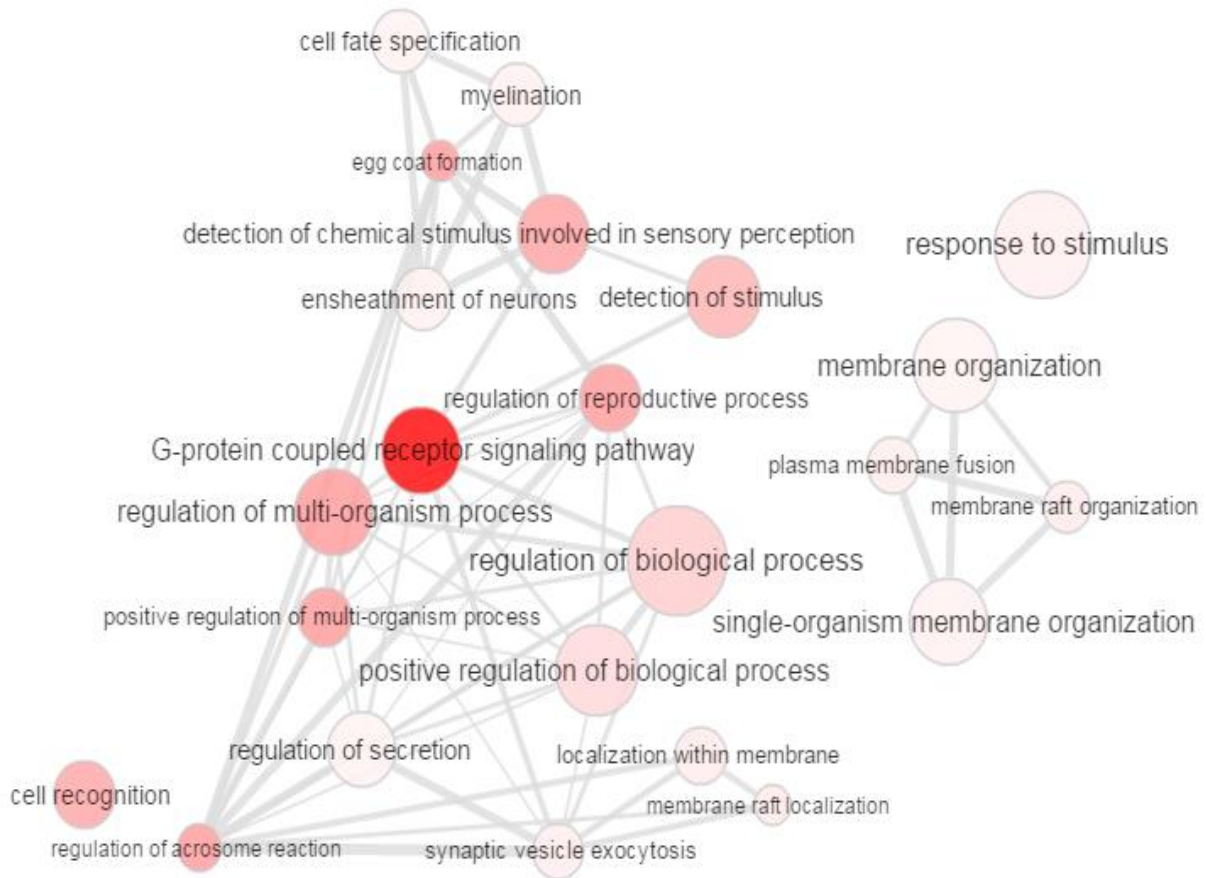 cell fate specification
myelination
egg coat formation
detection of chemical stimulus involved in sensory perception
response to stimulus
ensheathment of neurons
detection of stimulus
membrane organization
regulation of reproductive process
G-protein coupled receptor signaling pathway
plasma membrane fusion
membrane raft organization
regulation of multi-organism process
regulation of biological process
positive regulation of multi-organism process
single-organism membrane organization
positive regulation of biological process
regulation of secretion
localization within membrane
cell recognition
membrane raft localization
regulation of acrosome reaction
synaptic vesicle exocytosis